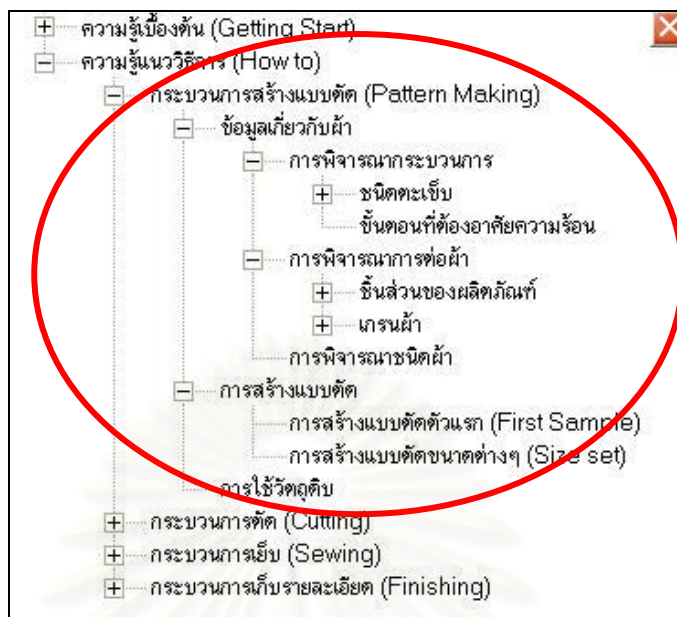 ความรู้เบื้องต้น (Getting Start)
ความรู้แนววิธีการ (How to)
กระบวนการสร้างแบบตัด (Pattern Making)
ข้อมูลเกี่ยวกับผ้า
การพิจารณากระบวนการ
ชนิดตะเข็บ
ขั้นตอนที่ต้องอาศัยความร้อน
การพิจารณาการต่อผ้า
ชิ้นส่วนของผลิตภัณฑ์
เกรนผ้า
การพิจารณาชนิดผ้า
การสร้างแบบตัด
การสร้างแบบตัดตัวแรก (First Sample)
การสร้างแบบตัดขนาดต่างๆ (Size set)
การใช้วัตถุดิบ
กระบวนการตัด (Cutting)
กระบวนการเย็บ (Sewing)
กระบวนการเก็บรายละเอียด (Finishing)